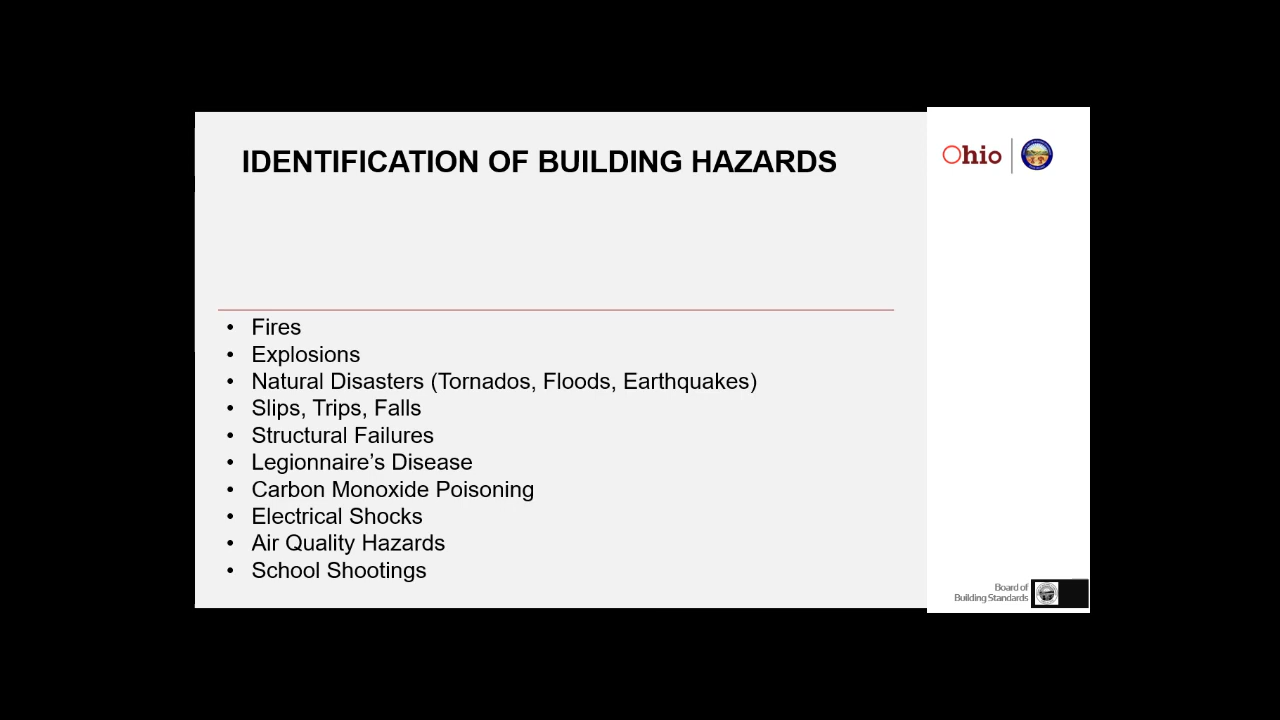 IDENTIFICATION OF BUILDING HAZARDS
Ohio
• Fires
• Explosions
• Natural Disasters (Tornados, Floods, Earthquakes)
• Slips, Trips, Falls
• Structural Failures
• Legionnaire’s Disease
• Carbon Monoxide Poisoning
• Electrical Shocks
• Air Quality Hazards
• School Shootings
Board of
Building Standards